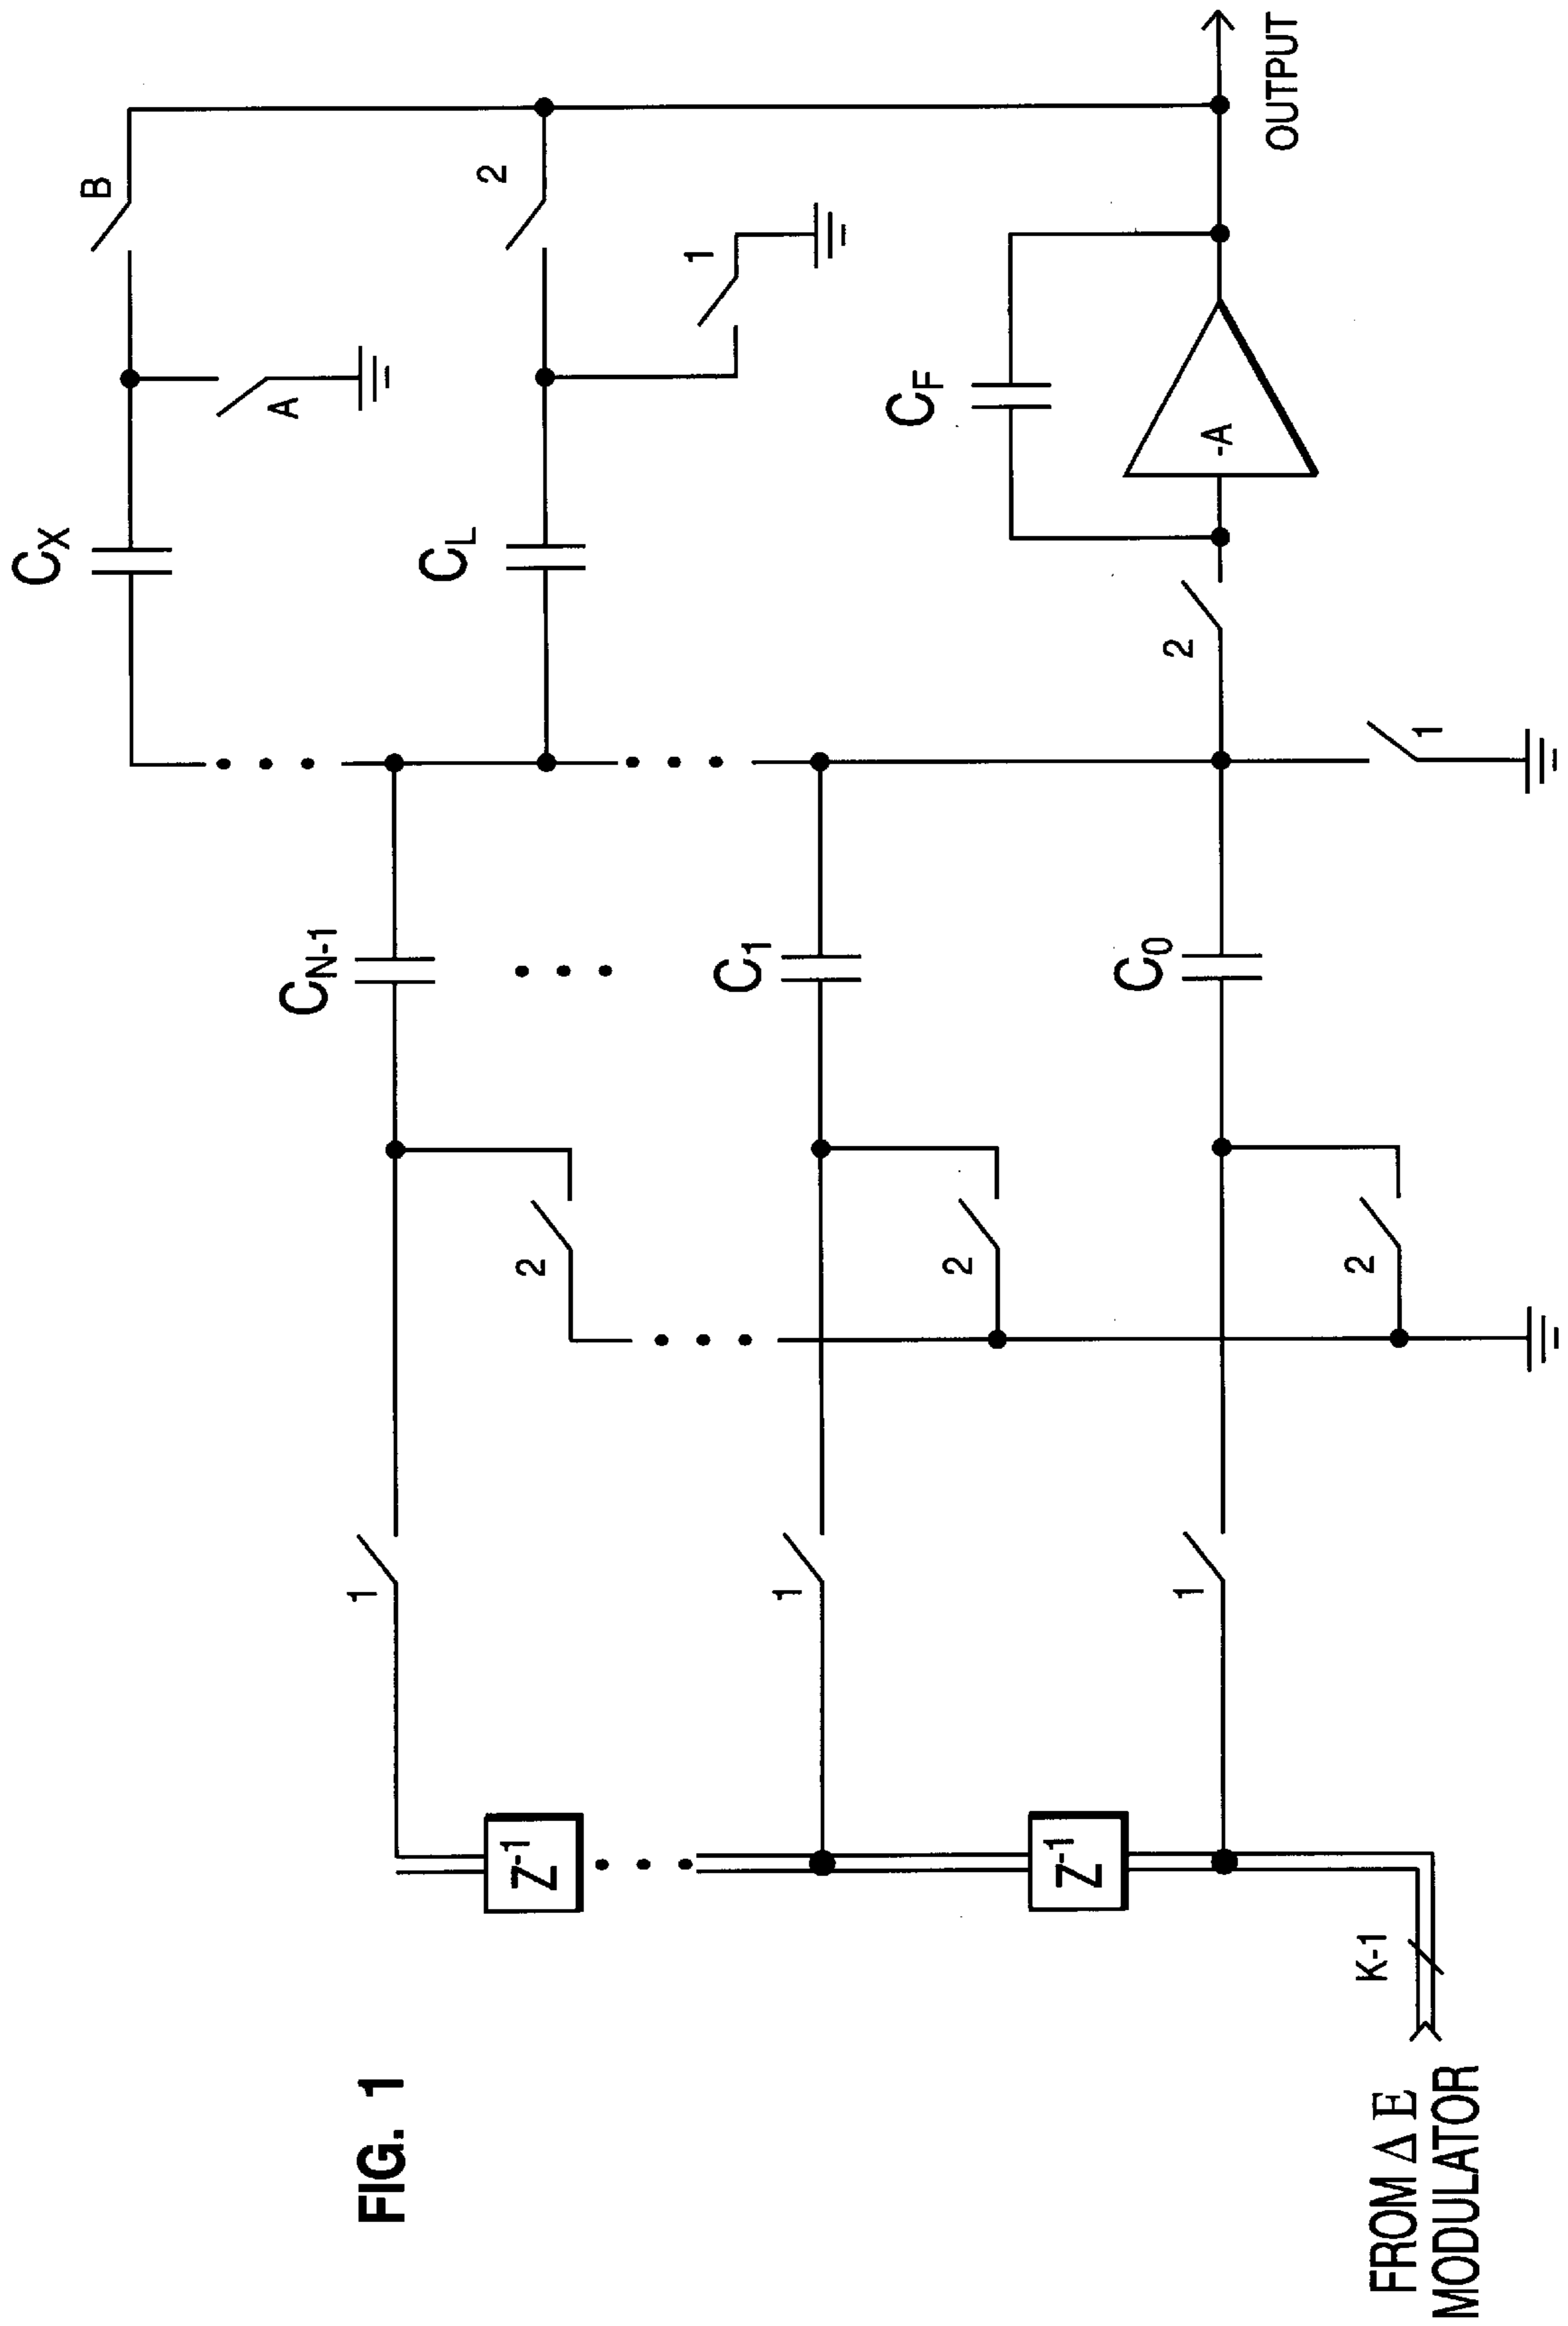 FIG. 1
FROM Δ E
MODULATOR
K-1
Z-1
Z-1
1
1
1
2
2
2
CN-1
C1
C0
CX
CL
CF
A
B
2
1
2
1
-A
OUTPUT